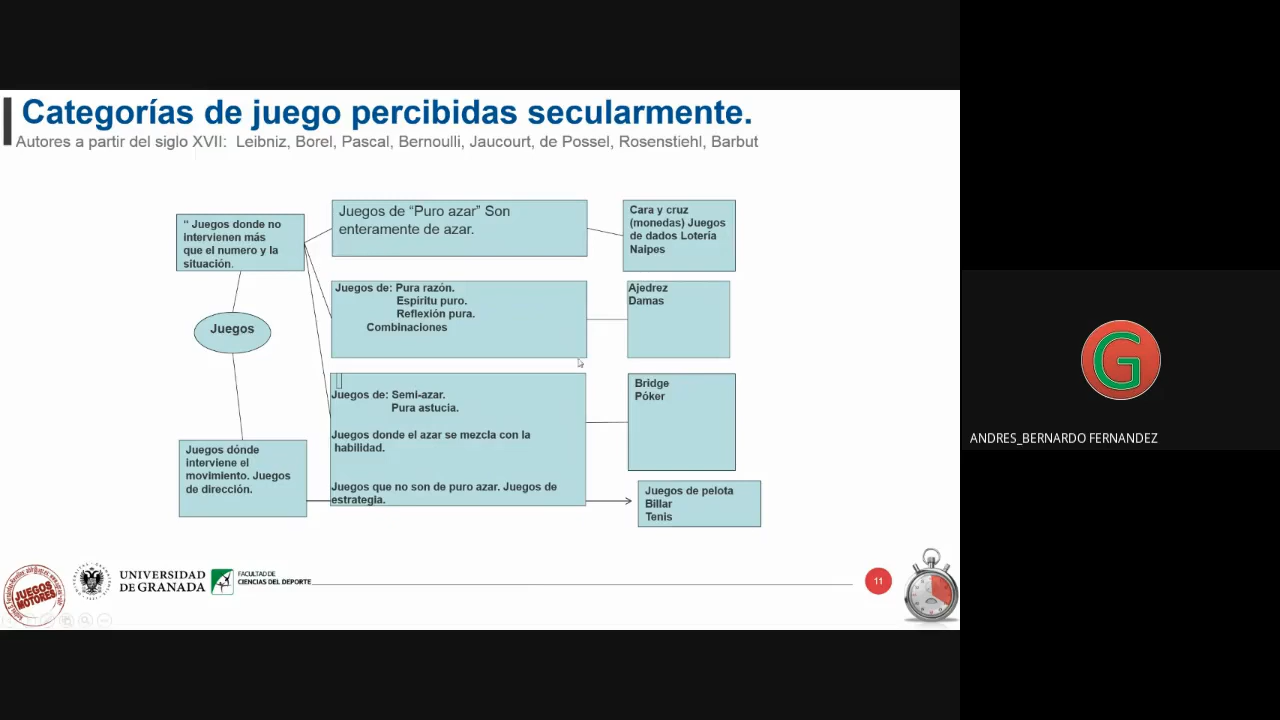 Categorías de juego percibidas secularmente.
Autores a partir del siglo XVII: Leibniz, Borel, Pascal, Bernoulli, Jaucourt, de Possel, Rosenstiehl, Barbut
" Juegos donde no
intervienen más
que el numero y la
situación.
Juegos de “Puro azar” Son
enteramente de azar.
Cara y cruz
(monedas) Juegos
de dados Lotería
Naipes
Juegos de: Pura razón.
Espíritu puro.
Reflexión pura.
Combinaciones
Ajedrez
Damas
Juegos
Juegos de: Semi-azar.
Pura astucia.
Juegos donde el azar se mezcla con la
habilidad.
Juegos que no son de puro azar. Juegos de
estrategia.
Bridge
Póker
Juegos dónde
interviene el
movimiento. Juegos
de dirección.
Juegos de pelota
Billar
Tenis
JUEGOS
MOTORES
UNIVERSIDAD
DE GRANADA
FACULTAD DE
CIENCIAS DEL DEPORTE
11
G
ANDRES_BERNARDO FERNANDEZ